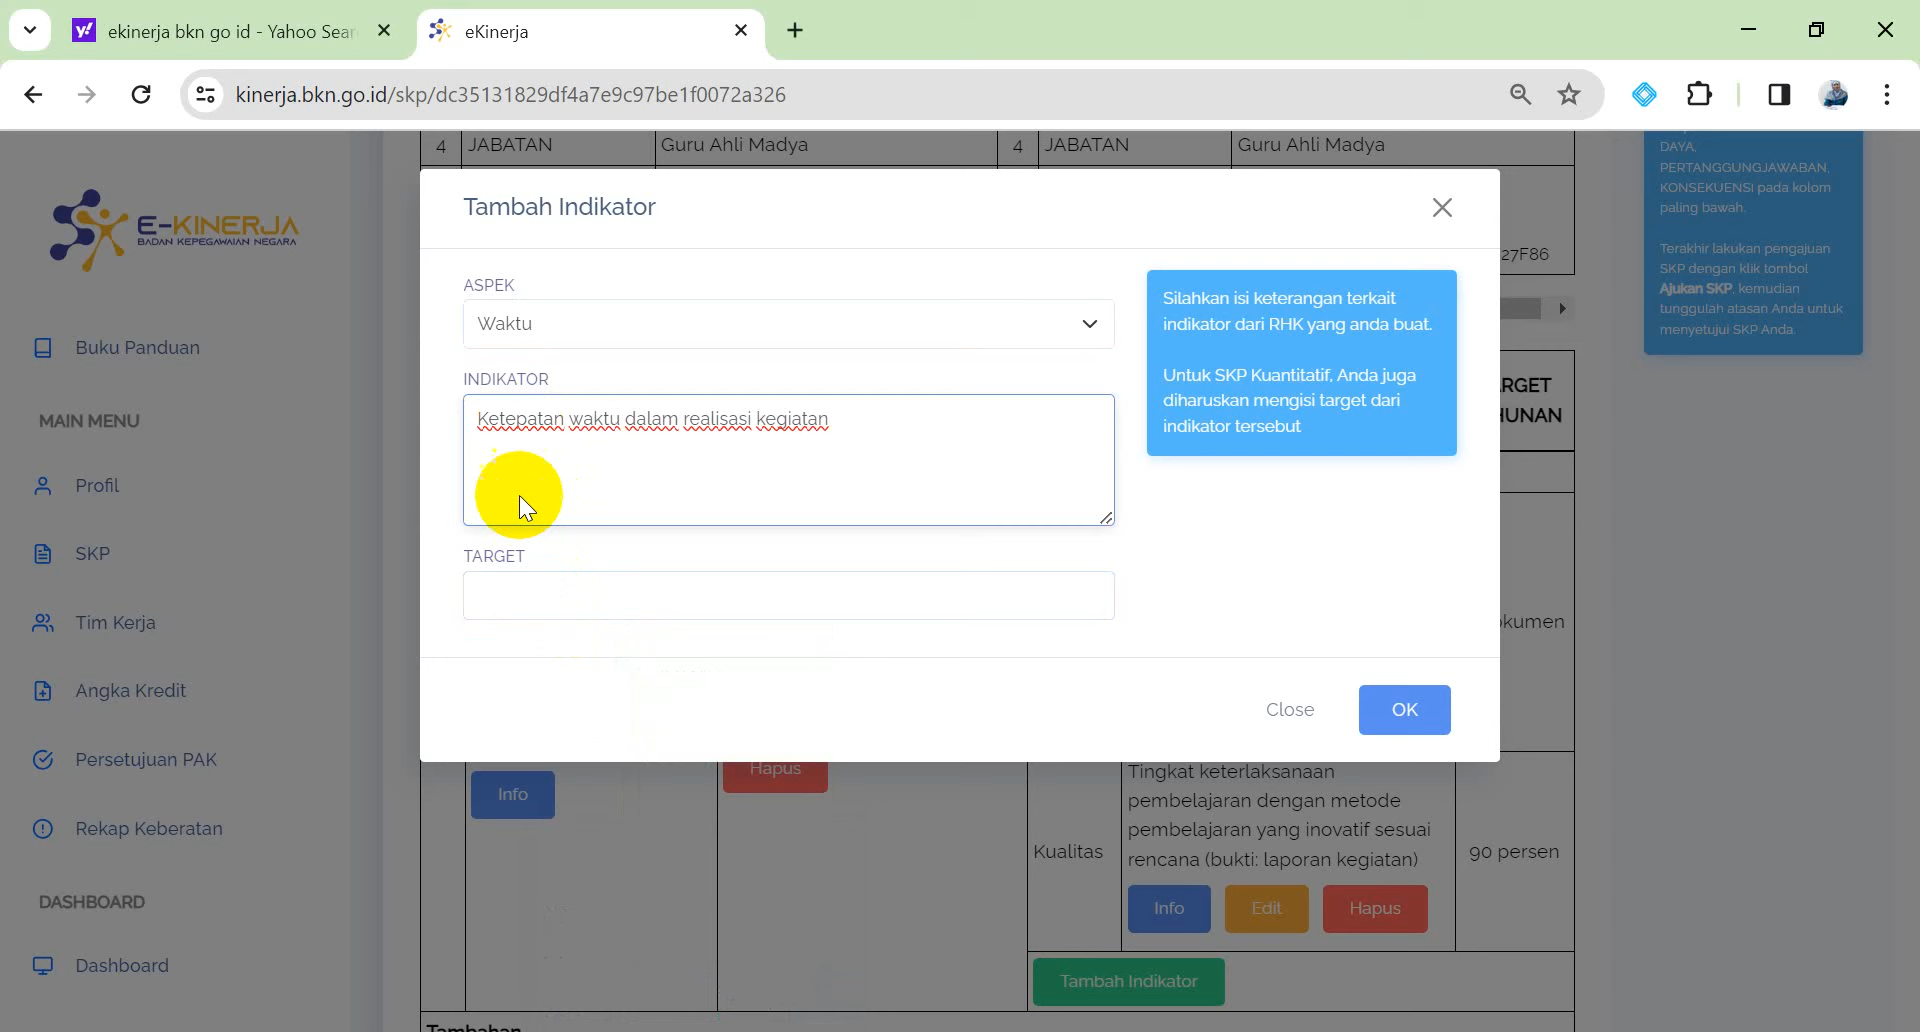 ekinerja bkn go id - Yahoo Sear
eKinerja
kinerja.bkn.go.id/skp/dc35131829df4a7e9c97be1f0072a326
4 JABATAN Guru Ahli Madya 4 JABATAN Guru Ahli Madya
27F86
DAYA,
PERTANGGUNGJAWABAN,
KONSEKUENSI pada kolom
paling bawah.
Terakhir lakukan pengajuan
SKP dengan klik tombol
Ajukan SKP, kemudian
tunggulah atasan Anda untuk
menyetujui SKP Anda.
E-KINERJA
BADAN KEPEGAWAIAN NEGARA
Buku Panduan
MAIN MENU
Profil
SKP
Tim Kerja
Angka Kredit
Persetujuan PAK
Rekap Keberatan
DASHBOARD
Dashboard
Tambah Indikator
ASPEK
Waktu
INDIKATOR
Ketepatan waktu dalam realisasi kegiatan
TARGET
Silahkan isi keterangan terkait
indikator dari RHK yang anda buat.
Untuk SKP Kuantitatif, Anda juga
diharuskan mengisi target dari
indikator tersebut
Close
OK
RGET
HUNAN
kumen
Info
Hapus
Kualitas
Tingkat keterlaksanaan
pembelajaran dengan metode
pembelajaran yang inovatif sesuai
rencana (bukti: laporan kegiatan)
90 persen
Info Edit Hapus
Tambah Indikator
Tambahan